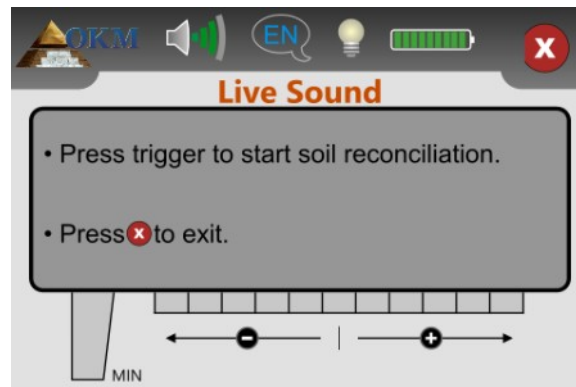 OKM
EN
x
Live Sound
• Press trigger to start soil reconciliation.
• Press x to exit.
MIN